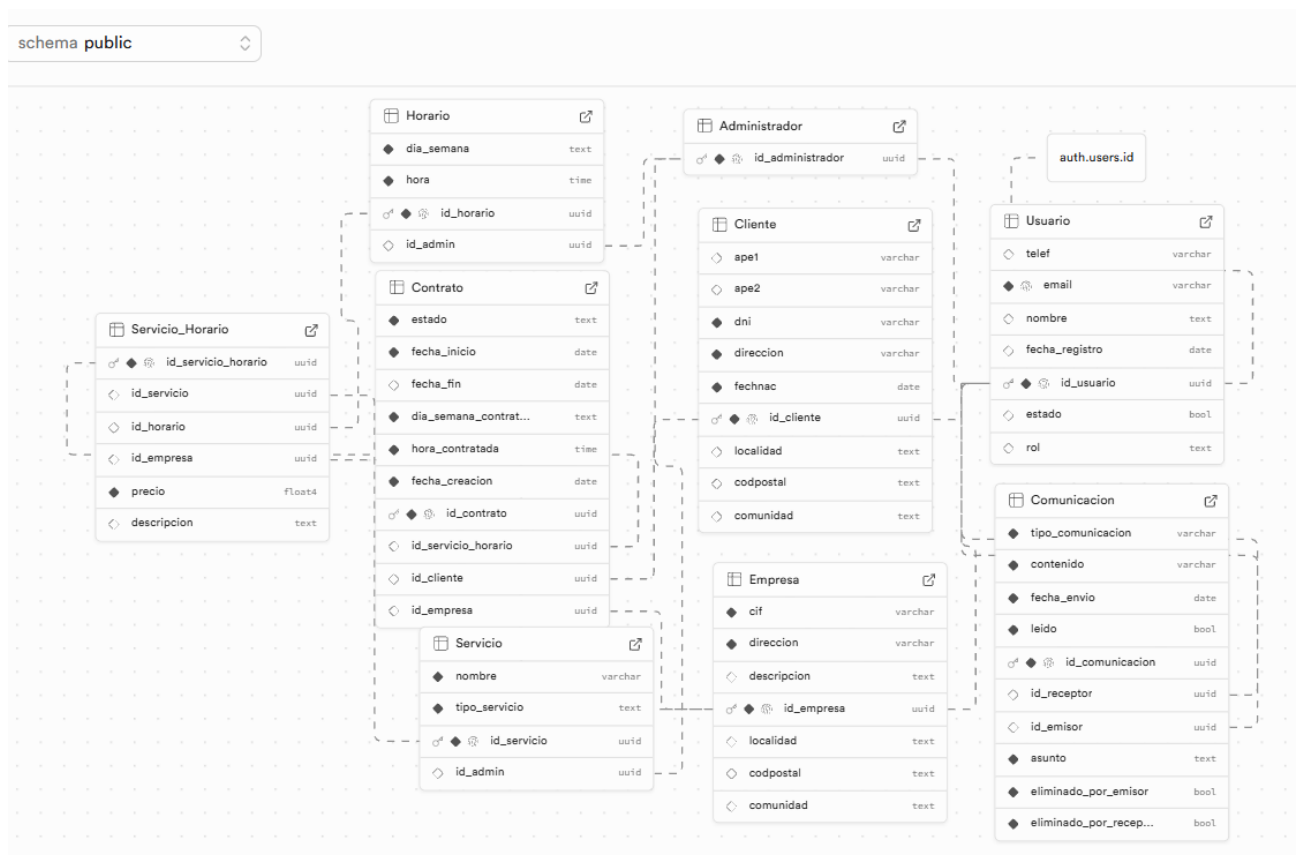 schema public
Horario
dia_semana text
hora time
id_horario uuid
id_admin uuid
Administrador
id_administrador uuid
auth.users.id
Cliente
ape1 varchar
ape2 varchar
dni varchar
direccion varchar
fechnac date
id_cliente uuid
localidad text
codpostal text
comunidad text
Usuario
telef varchar
email varchar
nombre text
fecha_registro date
id_usuario uuid
estado bool
rol text
Contrato
estado text
fecha_inicio date
fecha_fin date
dia_semana_contrat... text
hora_contratada time
fecha_creacion date
id_contrato uuid
id_servicio_horario uuid
id_cliente uuid
id_empresa uuid
Servicio_Horario
id_servicio_horario uuid
id_servicio uuid
id_horario uuid
id_empresa uuid
precio float4
descripcion text
Comunicacion
tipo_comunicacion varchar
contenido varchar
fecha_envio date
leido bool
id_comunicacion uuid
id_receptor uuid
id_emisor uuid
asunto text
eliminado_por_emisor bool
eliminado_por_recep... bool
Empresa
cif varchar
direccion varchar
descripcion text
id_empresa uuid
localidad text
codpostal text
comunidad text
Servicio
nombre varchar
tipo_servicio text
id_servicio uuid
id_admin uuid